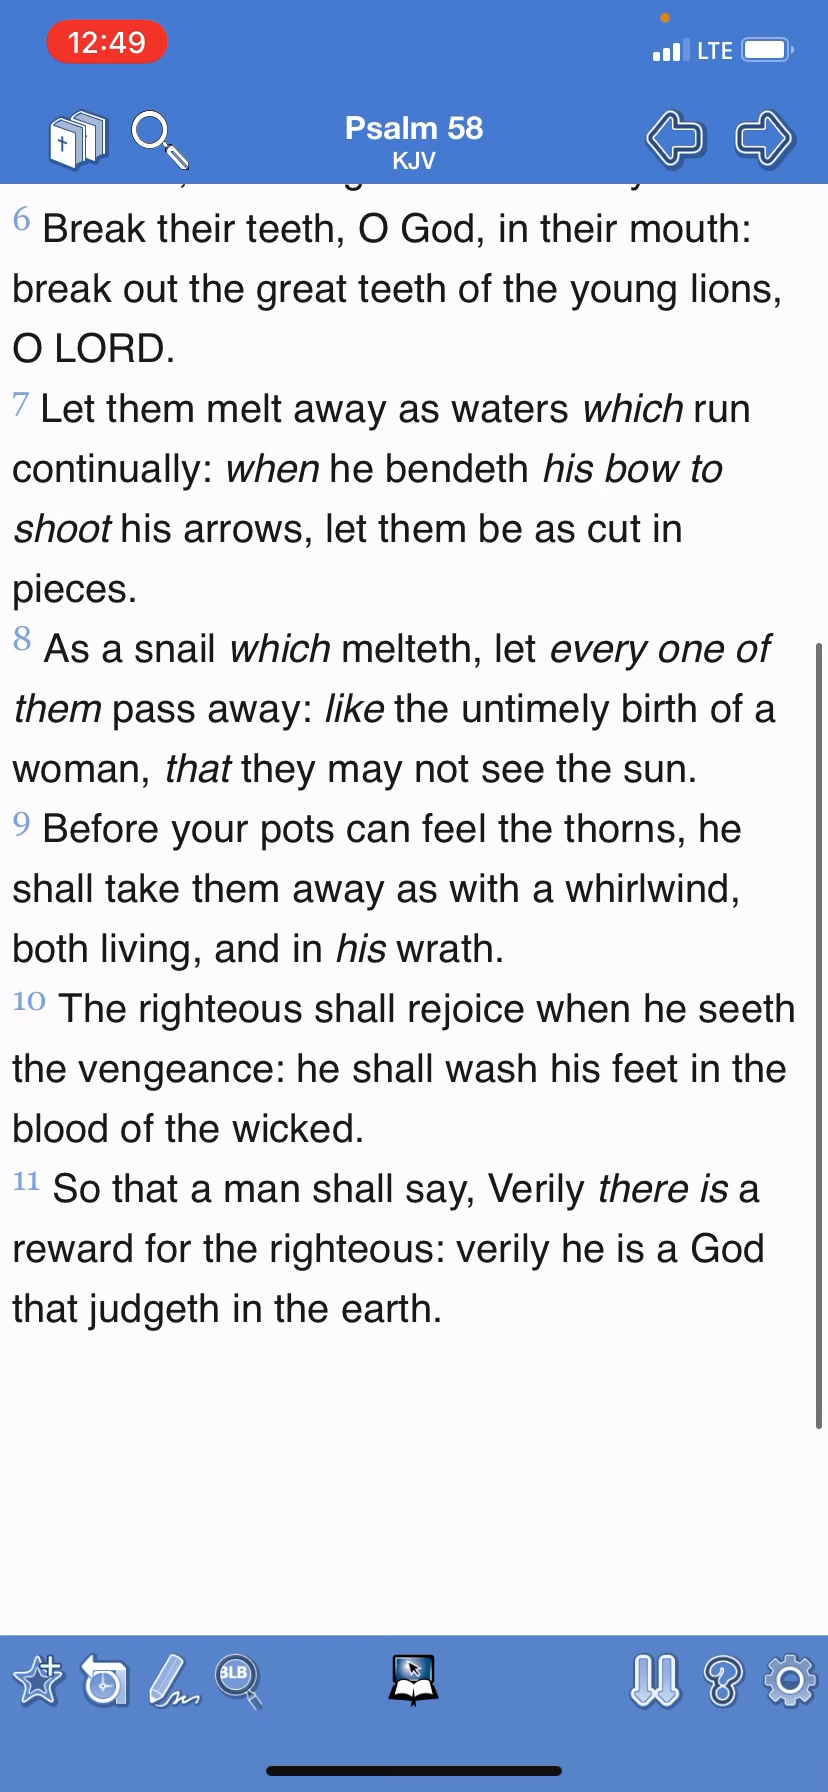 12:49
LTE
Psalm 58
KJV
6 Break their teeth, O God, in their mouth:
break out the great teeth of the young lions,
O LORD.
7 Let them melt away as waters which run
continually: when he bendeth his bow to
shoot his arrows, let them be as cut in
pieces.
8 As a snail which melteth, let every one of
them pass away: like the untimely birth of a
woman, that they may not see the sun.
9 Before your pots can feel the thorns, he
shall take them away as with a whirlwind,
both living, and in his wrath.
10 The righteous shall rejoice when he seeth
the vengeance: he shall wash his feet in the
blood of the wicked.
11 So that a man shall say, Verily there is a
reward for the righteous: verily he is a God
that judgeth in the earth.
BLB